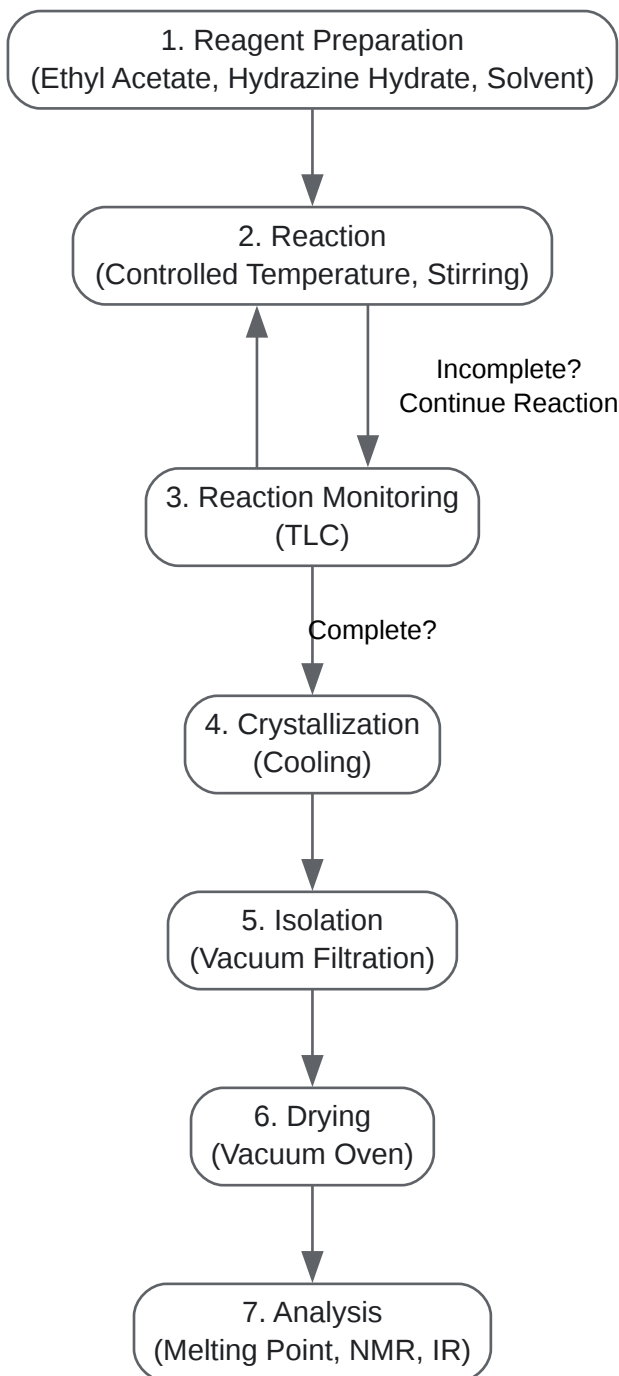 1. Reagent Preparation
(Ethyl Acetate, Hydrazine Hydrate, Solvent)
2. Reaction
(Controlled Temperature, Stirring)
Incomplete?
Continue Reaction
3. Reaction Monitoring
(TLC)
Complete?
4. Crystallization
(Cooling)
5. Isolation
(Vacuum Filtration)
6. Drying
(Vacuum Oven)
7. Analysis
(Melting Point, NMR, IR)